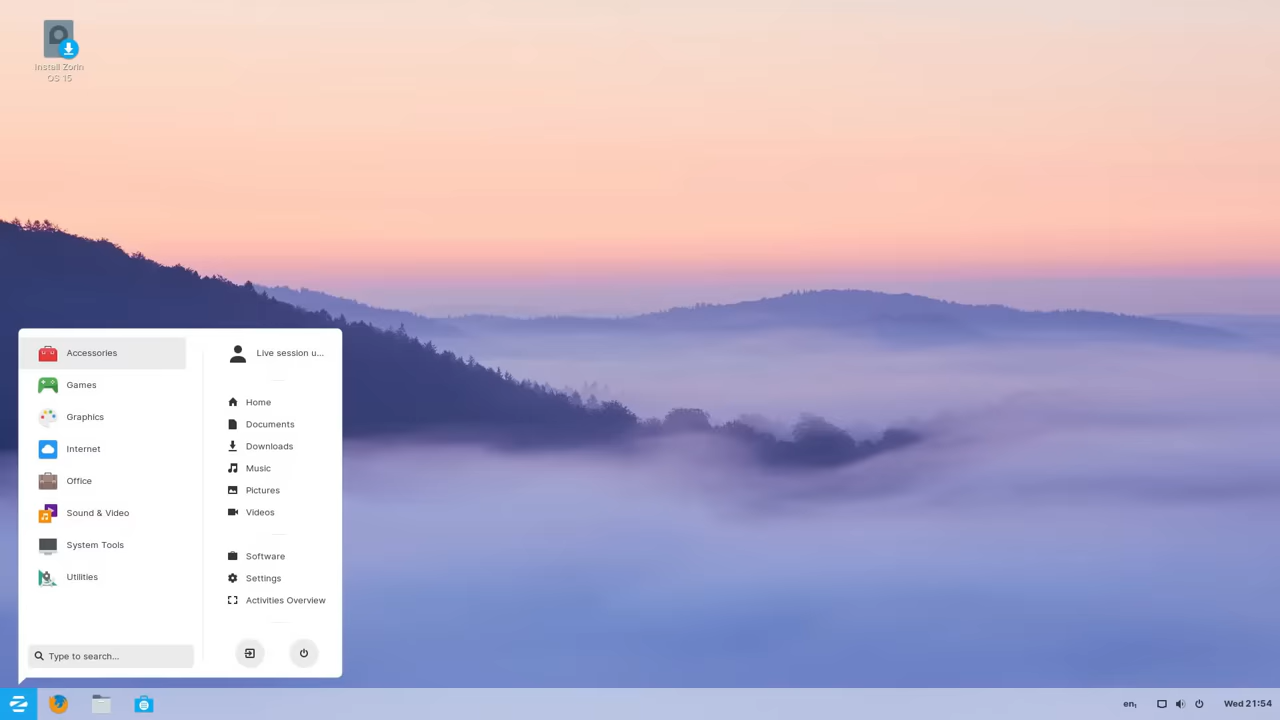 Install Zorin
OS 15
Accessories
Games
Graphics
Internet
Office
Sound & Video
System Tools
Utilities
Type to search...
Live session u...
Home
Documents
Downloads
Music
Pictures
Videos
Software
Settings
Activities Overview
en₁
Wed 21:54